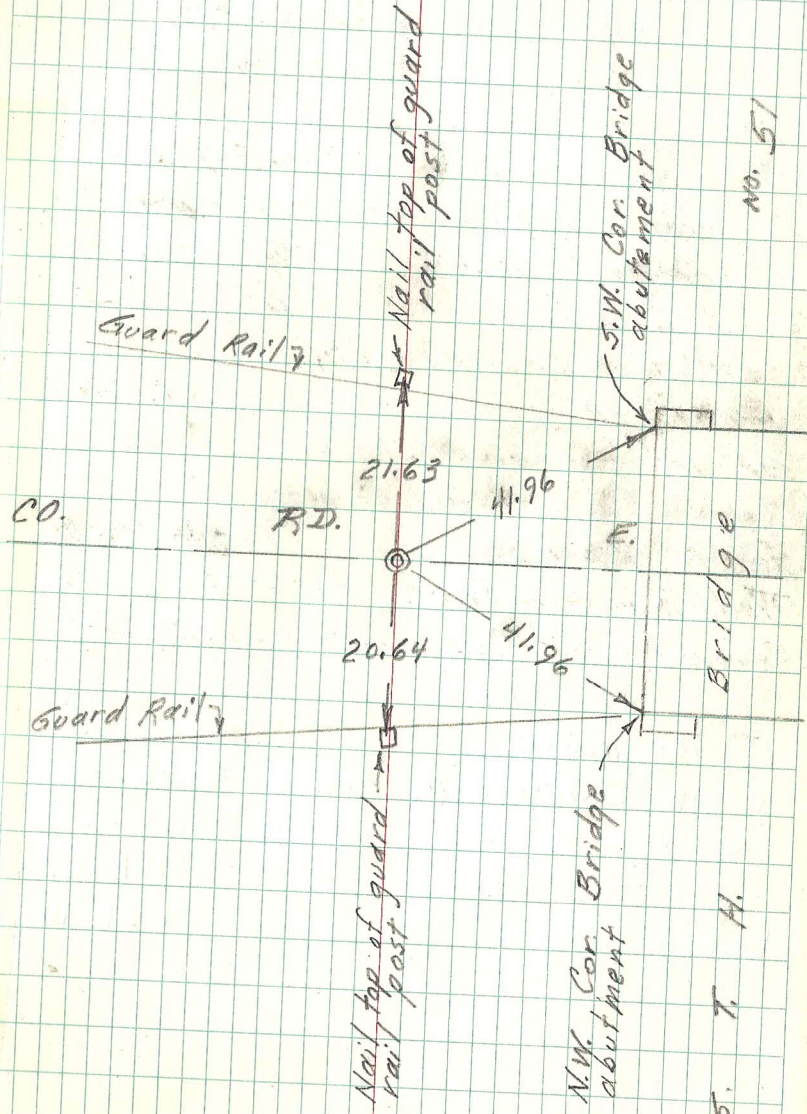 Nail top of guard
rail post
S.W. Cor. Bridge
abutement
NO. 51
Guard Rail
21.63
41.96
CO. RD. F.
20.64
41.96
Bridge
Guard Rail
Nail top of guard
rail post
N.W. Cor. Bridge
abutment
S. T. H.